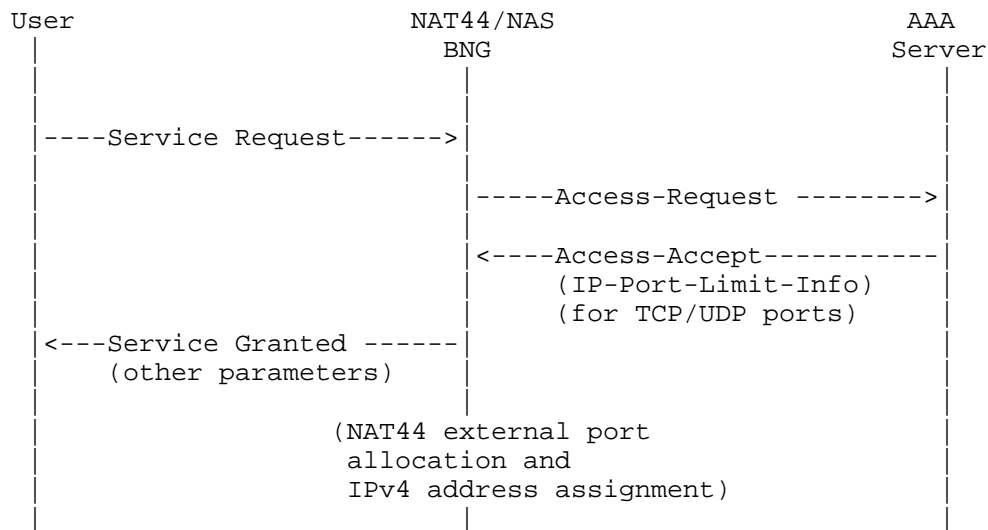 User NAT44/NAS AAA
BNG Server
----Service Request------>
-----Access-Request -------->
<----Access-Accept-----------
(IP-Port-Limit-Info)
(for TCP/UDP ports)
<---Service Granted ------
(other parameters)
(NAT44 external port
allocation and
IPv4 address assignment)